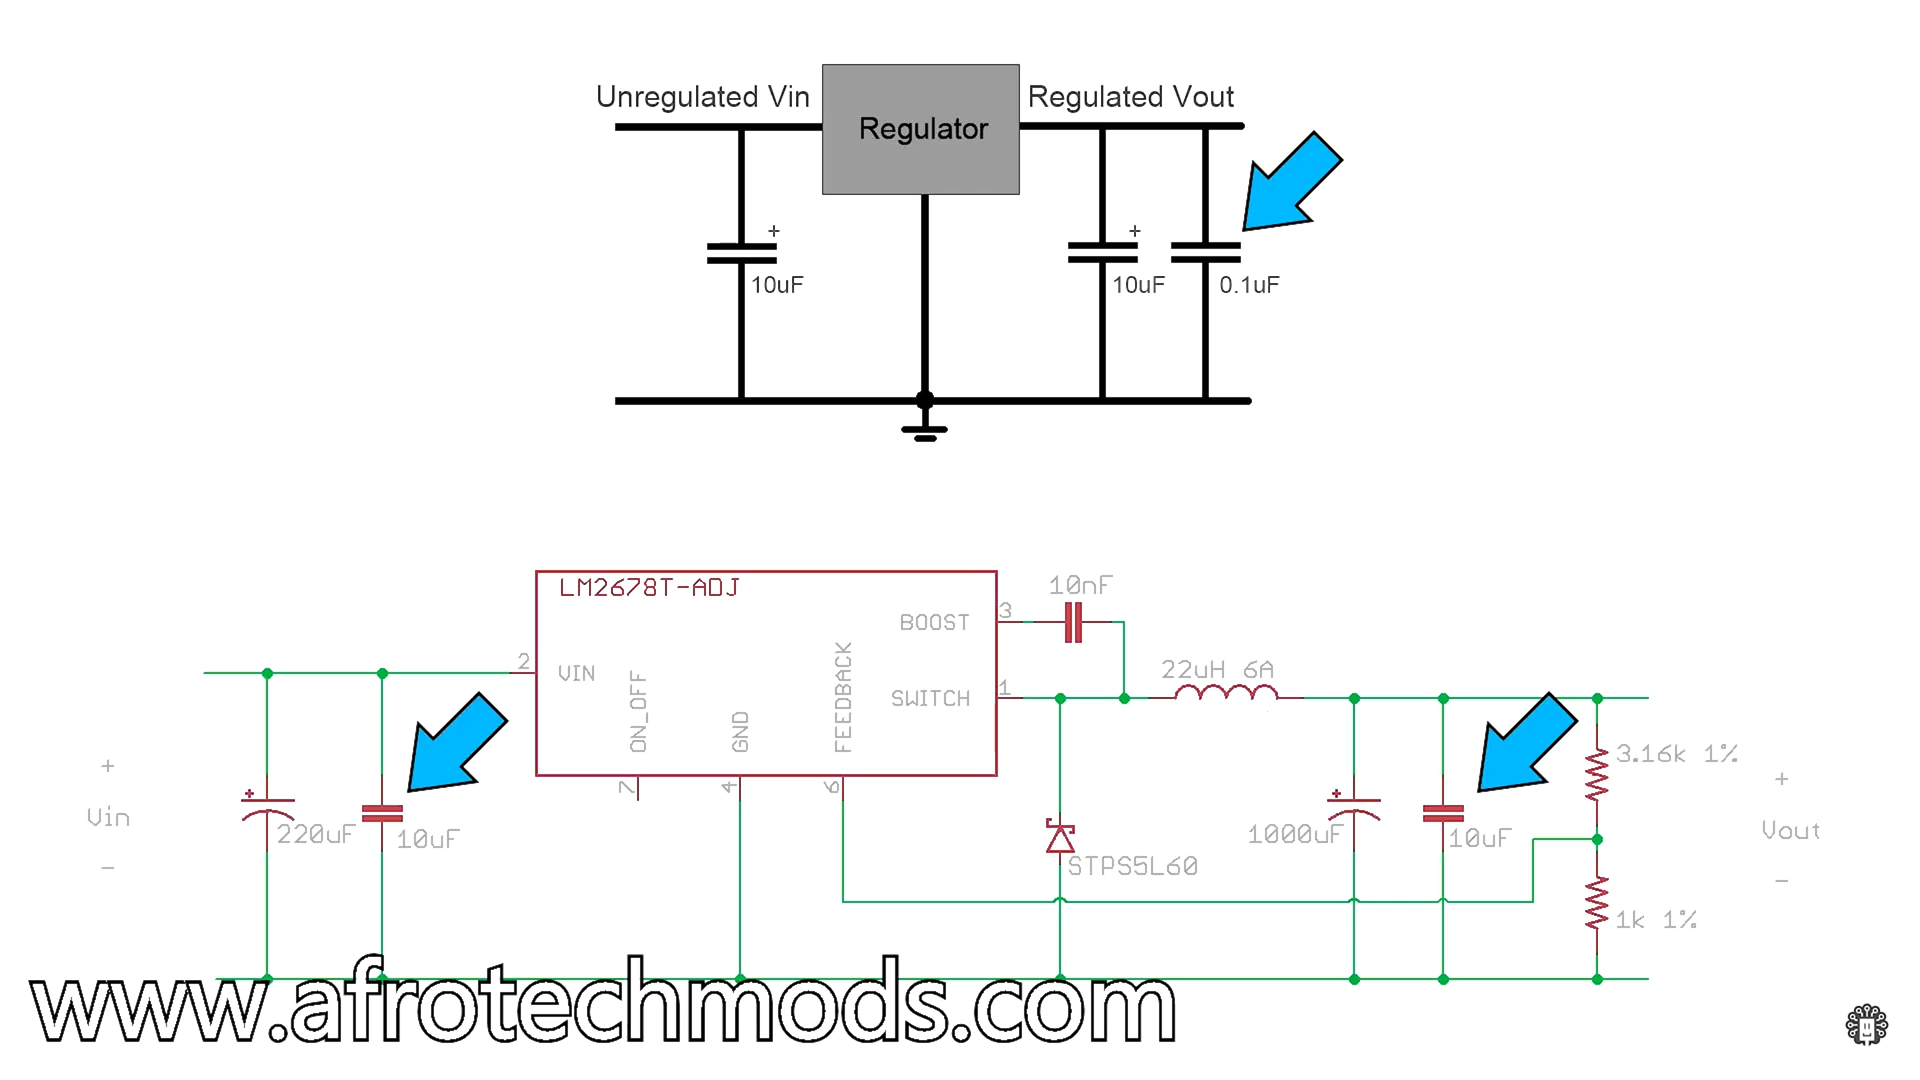 Unregulated Vin
Regulator
Regulated Vout
+
10uF
+
10uF
0.1uF
LM2678T-ADJ
10nF
BOOST
3
2
VIN
ON_OFF
GND
FEEDBACK
SWITCH
1
22uH 6A
7
4
6
+
Vin
-
+
220uF
10uF
STPS5L60
+
1000uF
10uF
3.16k 1%
1k 1%
+
Vout
-
www.afrotechmods.com